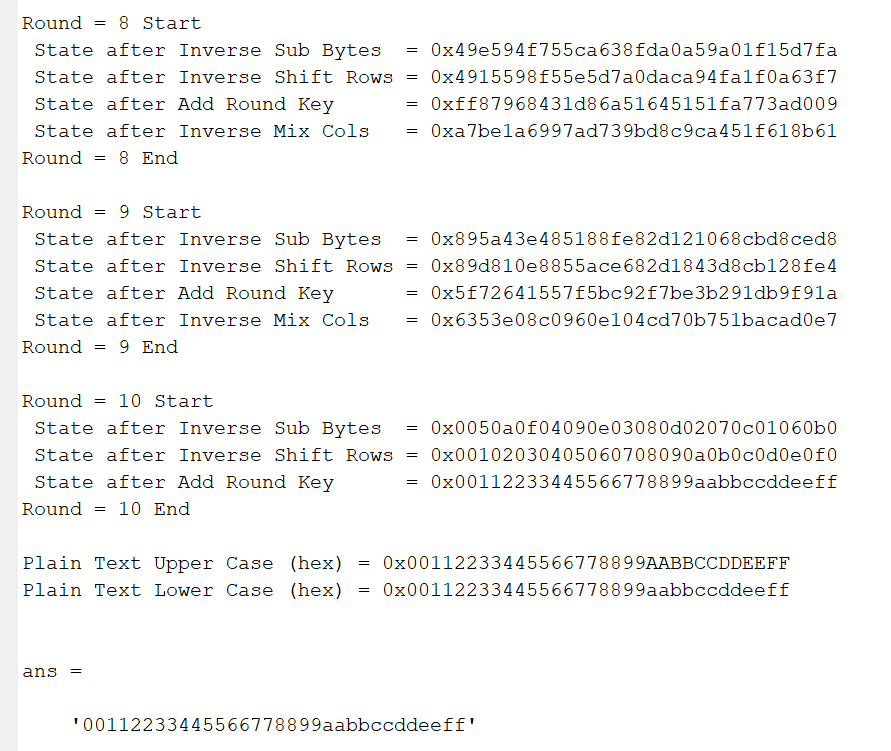 Round = 8 Start
State after Inverse Sub Bytes = 0x49e594f755ca638fda0a59a01f15d7fa
State after Inverse Shift Rows = 0x4915598f55e5d7a0daca94fa1f0a63f7
State after Add Round Key = 0xff87968431d86a51645151fa773ad009
State after Inverse Mix Cols = 0xa7be1a6997ad739bd8c9ca451f618b61
Round = 8 End
Round = 9 Start
State after Inverse Sub Bytes = 0x895a43e485188fe82d121068cbd8ced8
State after Inverse Shift Rows = 0x89d810e8855ace682d1843d8cb128fe4
State after Add Round Key = 0x5f72641557f5bc92f7be3b291db9f91a
State after Inverse Mix Cols = 0x6353e08c0960e104cd70b751bacad0e7
Round = 9 End
Round = 10 Start
State after Inverse Sub Bytes = 0x0050a0f04090e03080d02070c01060b0
State after Inverse Shift Rows = 0x00102030405060708090a0b0c0d0e0f0
State after Add Round Key = 0x00112233445566778899aabbccddeeff
Round = 10 End
Plain Text Upper Case (hex) = 0x00112233445566778899AABBCCDDEEFF
Plain Text Lower Case (hex) = 0x00112233445566778899aabbccddeeff
ans =
'00112233445566778899aabbccddeeff'